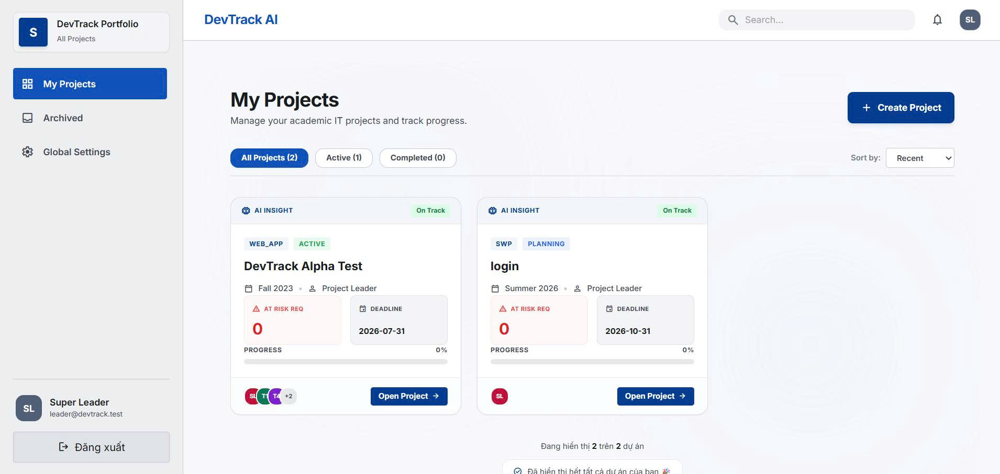 S
DevTrack Portfolio
All Projects
My Projects
Archived
Global Settings
SL
Super Leader
leader@devtrack.test
Đăng xuất
DevTrack AI
Search...
SL
My Projects
Manage your academic IT projects and track progress.
+ Create Project
All Projects (2)
Active (1)
Completed (0)
Sort by:
Recent
AI INSIGHT
On Track
WEB_APP
ACTIVE
DevTrack Alpha Test
Fall 2023 • Project Leader
AT RISK REQ
0
DEADLINE
2026-07-31
PROGRESS
0%
SL
T4
+2
Open Project →
AI INSIGHT
On Track
SWP
PLANNING
login
Summer 2026 • Project Leader
AT RISK REQ
0
DEADLINE
2026-10-31
PROGRESS
0%
SL
Open Project →
Đang hiển thị 2 trên 2 dự án
Đã hiển thị hết tất cả dự án của bạn 🎉